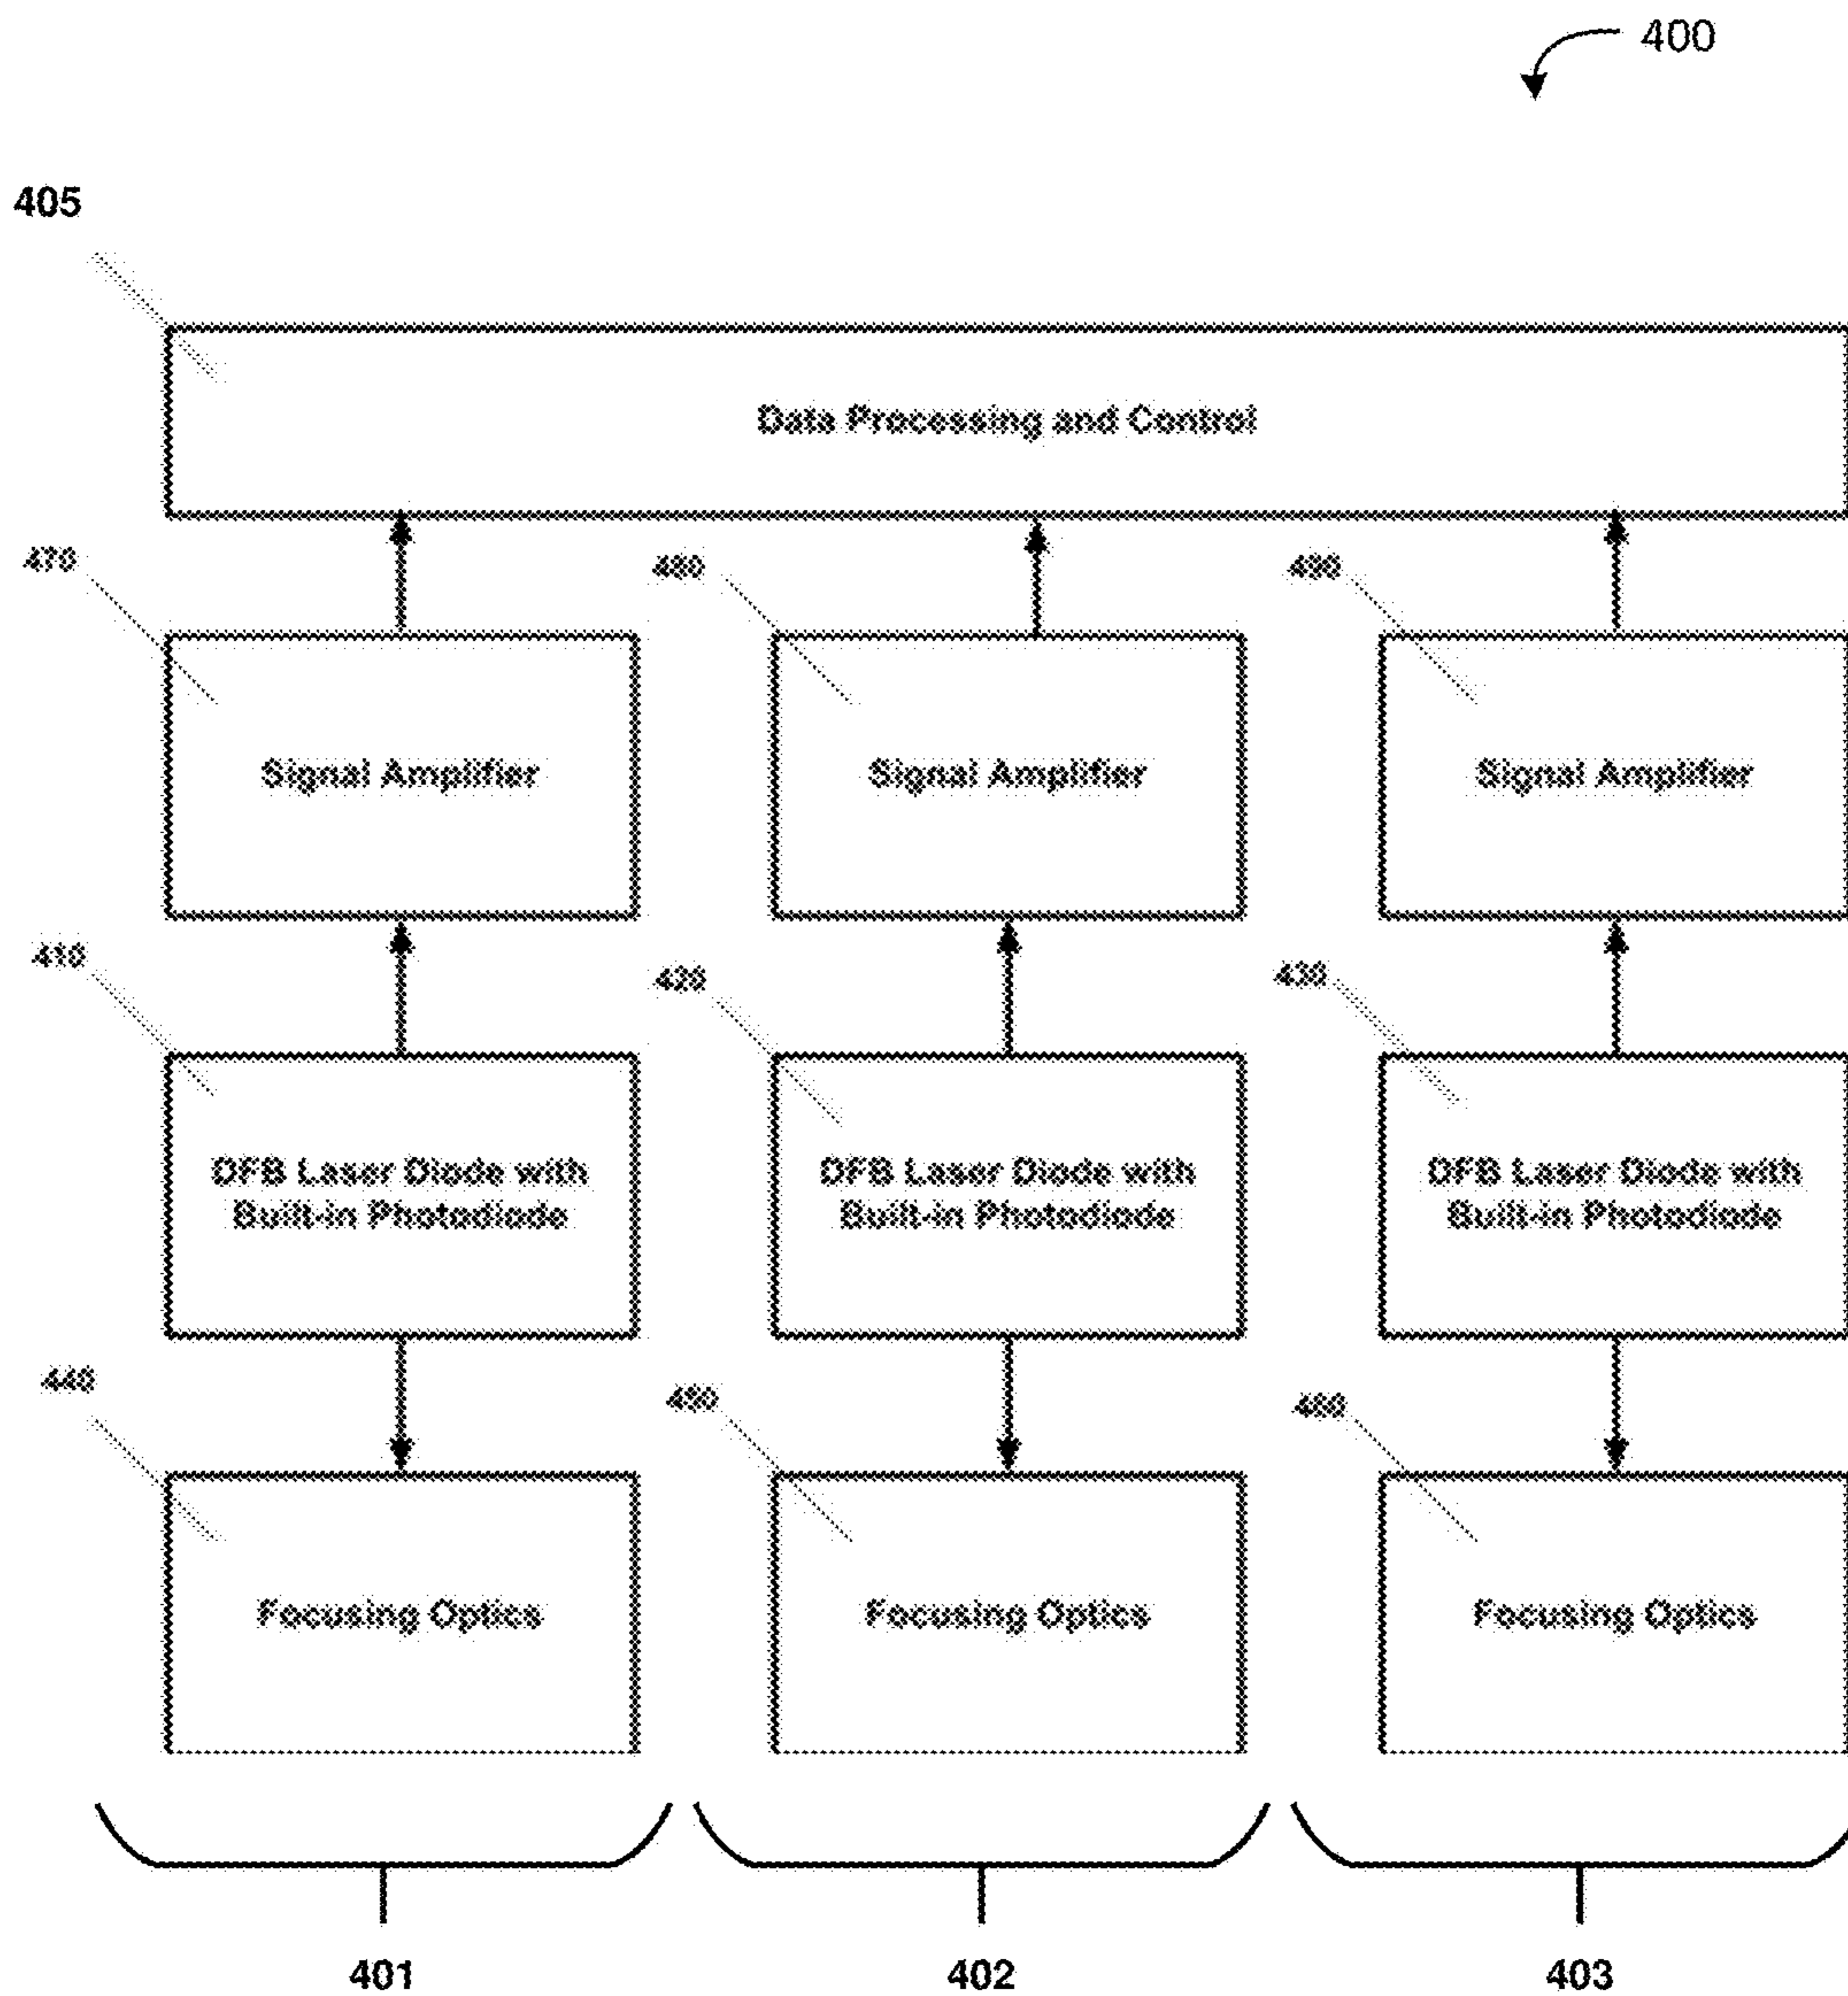 400
405
Data Processing and Control
470
480
490
Signal Amplifier
Signal Amplifier
Signal Amplifier
410
420
430
DFB Laser Diode with
Built-in Photodiode
DFB Laser Diode with
Built-in Photodiode
DFB Laser Diode with
Built-in Photodiode
440
450
460
Focusing Optics
Focusing Optics
Focusing Optics
401
402
403